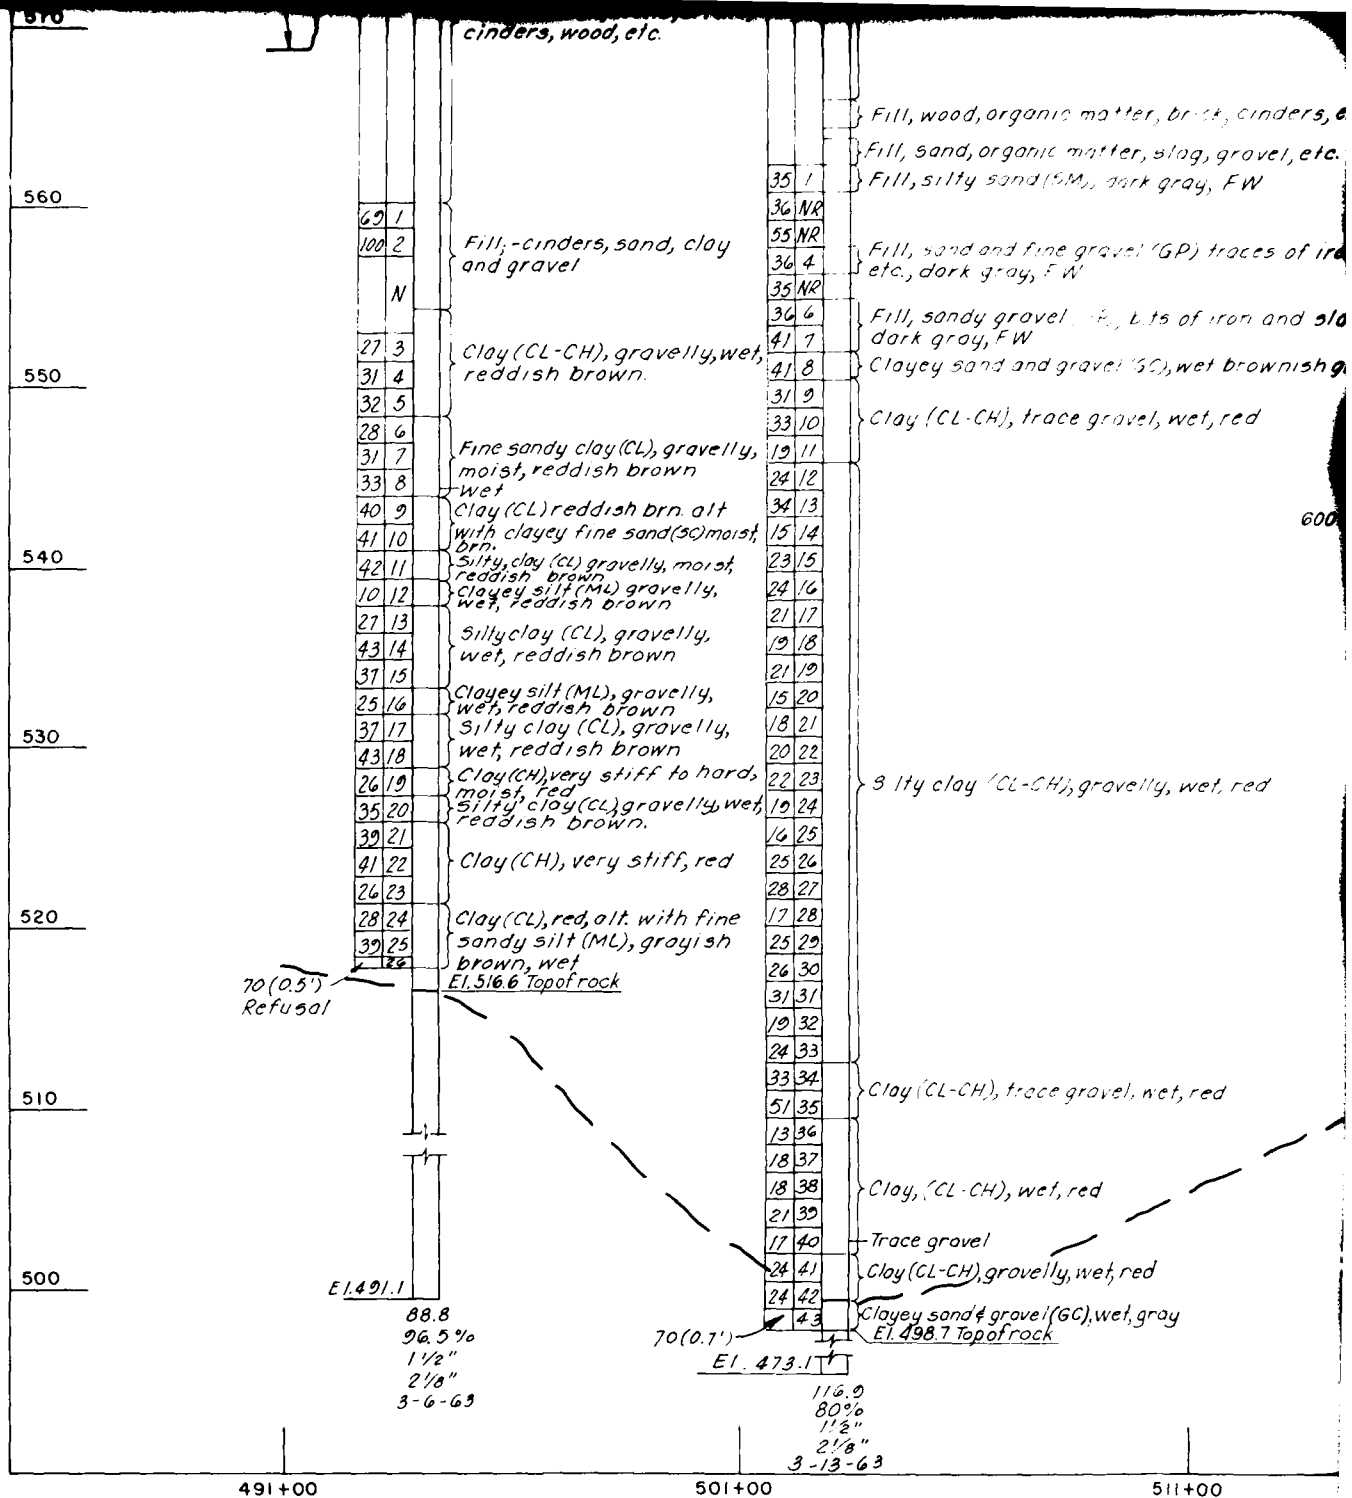 570
cinders, wood, etc.
560
550
540
530
520
510
500
69 1
100 2
N
27 3
31 4
32 5
28 6
31 7
33 8
40 9
41 10
42 11
10 12
27 13
43 14
37 15
25 16
37 17
43 18
26 19
35 20
39 21
41 22
26 23
28 24
39 25
26
70 (0.5')
Refusal
Fill, -cinders, sand, clay
and gravel
Clay (CL-CH), gravelly, wet,
reddish brown.
Fine sandy clay (CL), gravelly,
moist, reddish brown
wet
Clay (CL) reddish brn. alt
with clayey fine sand (SC) moist,
brn.
Silty, clay (CL) gravelly, moist,
reddish brown
Clayey silt (ML) gravelly,
wet, reddish brown
Silty clay (CL), gravelly,
wet, reddish brown
Clayey silt (ML), gravelly,
wet, reddish brown
Silty clay (CL), gravelly,
wet, reddish brown
Clay (CH), very stiff to hard,
moist, red
Silty clay (CL), gravelly, wet,
reddish brown.
Clay (CH), very stiff, red
Clay (CL), red, alt. with fine
sandy silt (ML), grayish
brown, wet
El. 516.6 Top of rock
El. 491.1
88.8
96.5%
1 1/2"
2 1/8"
3-6-63
35 1
36 NR
55 NR
36 4
35 NR
36 6
41 7
41 8
31 9
33 10
19 11
24 12
34 13
15 14
23 15
24 16
21 17
19 18
21 19
15 20
18 21
20 22
22 23
19 24
16 25
25 26
28 27
17 28
25 29
26 30
31 31
19 32
24 33
33 34
51 35
13 36
18 37
18 38
21 39
17 40
24 41
24 42
43
70 (0.7')
Fill, wood, organic matter, brick, cinders,
Fill, sand, organic matter, slag, gravel, etc.
Fill, silty sand (SM), dark gray, FW
Fill, sand and fine gravel (GP) traces of
etc., dark gray, FW
Fill, sandy gravel bits of iron and
dark gray, FW
Clayey sand and gravel (GC), wet brownish
Clay (CL-CH), trace gravel, wet, red
600
Silty clay (CL-CH), gravelly, wet, red
Clay (CL-CH), trace gravel, wet, red
Clay, (CL-CH), wet, red
Trace gravel
Clay (CL-CH), gravelly, wet, red
Clayey sand & gravel (GC), wet, gray
El. 498.7 Top of rock
El. 473.1
116.9
80%
1 1/2"
2 1/8"
3-13-63
491+00
501+00
511+00